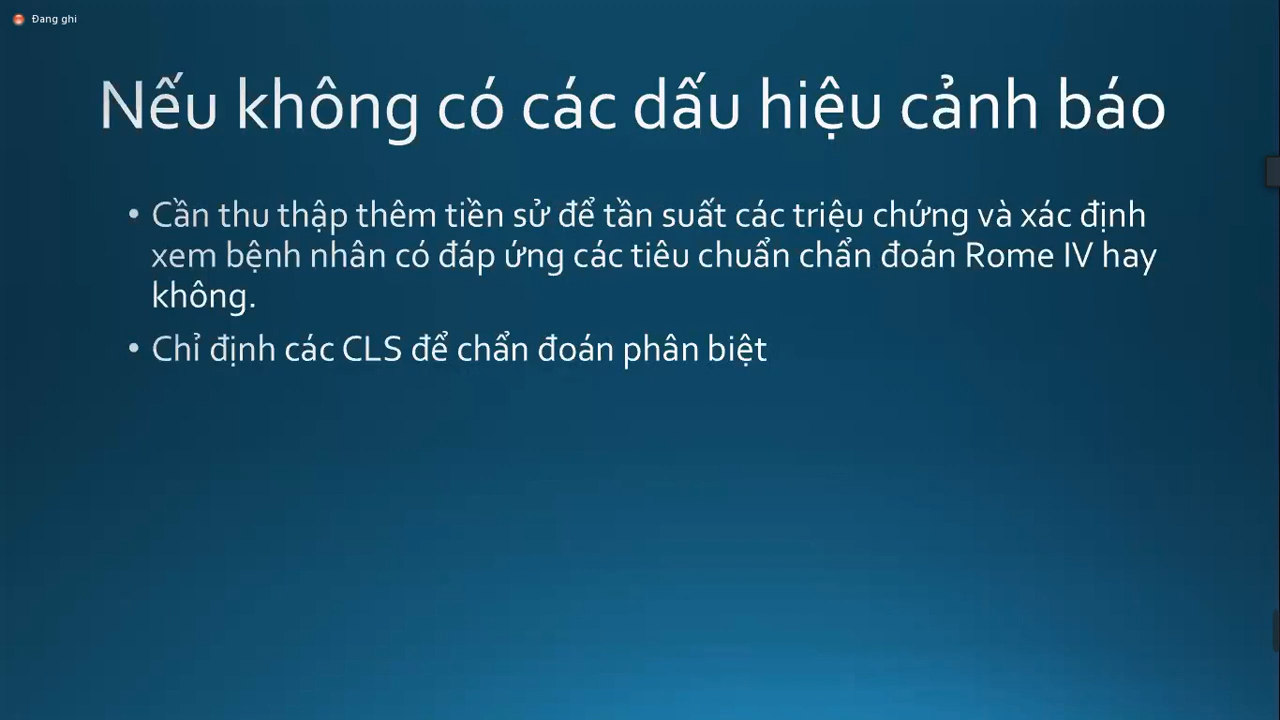 Đang ghi
Nếu không có các dấu hiệu cảnh báo
• Cần thu thập thêm tiền sử để tần suất các triệu chứng và xác định
xem bệnh nhân có đáp ứng các tiêu chuẩn chẩn đoán Rome IV hay
không.
• Chỉ định các CLS để chẩn đoán phân biệt